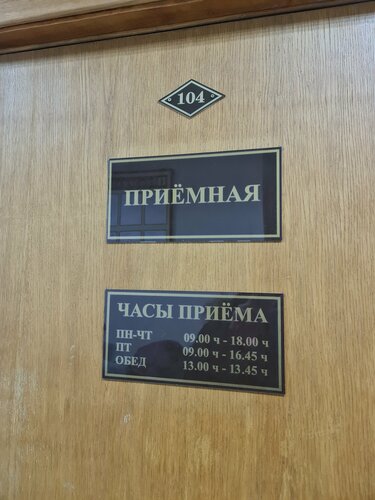 104
ПРИЁМНАЯ
ЧАСЫ ПРИЁМА
ПН-ЧТ 09.00 ч - 18.00 ч
ПТ 09.00 ч - 16.45 ч
ОБЕД 13.00 ч - 13.45 ч